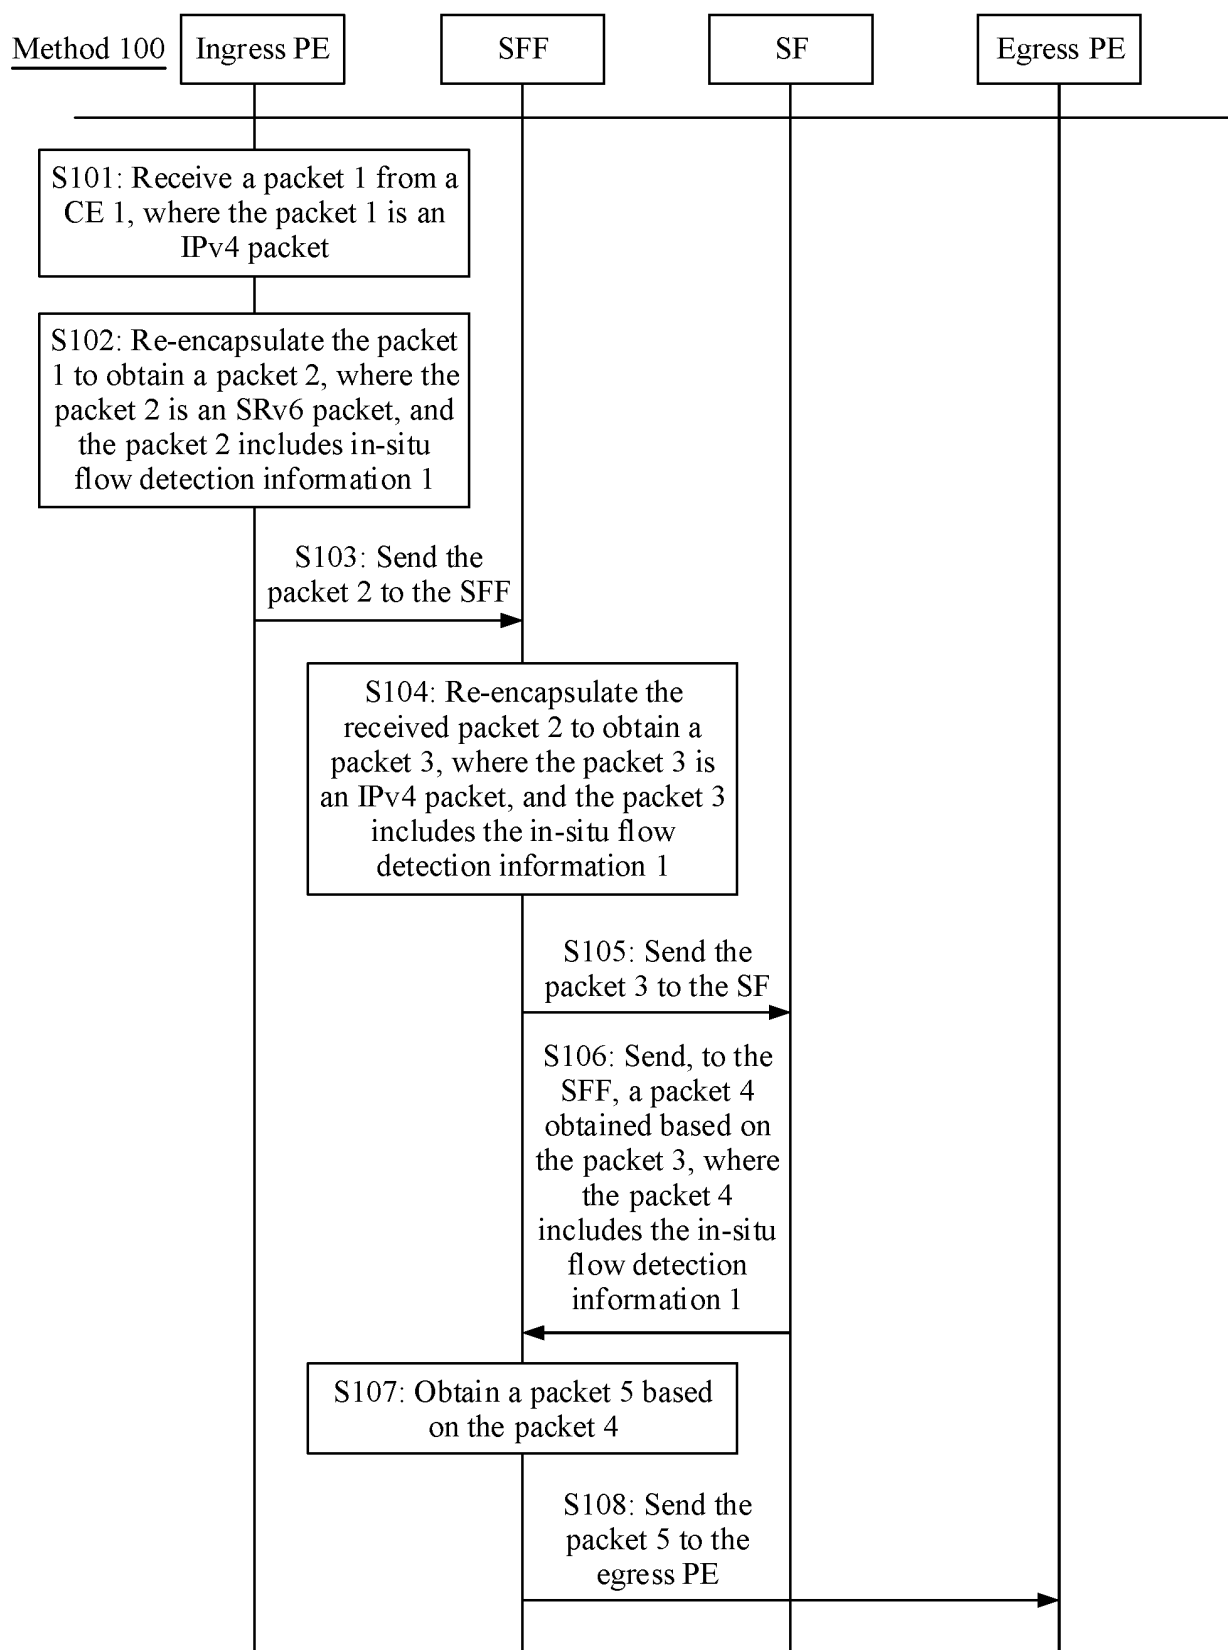 Method 100
Ingress PE
SFF
SF
Egress PE
S101: Receive a packet 1 from a
CE 1, where the packet 1 is an
IPv4 packet
S102: Re-encapsulate the packet
1 to obtain a packet 2, where the
packet 2 is an SRv6 packet, and
the packet 2 includes in-situ
flow detection information 1
S103: Send the
packet 2 to the SFF
S104: Re-encapsulate the
received packet 2 to obtain a
packet 3, where the packet 3 is
an IPv4 packet, and the packet 3
includes the in-situ flow
detection information 1
S105: Send the
packet 3 to the SF
S106: Send, to the
SFF, a packet 4
obtained based on
the packet 3, where
the packet 4
includes the in-situ
flow detection
information 1
S107: Obtain a packet 5 based
on the packet 4
S108: Send the
packet 5 to the
egress PE